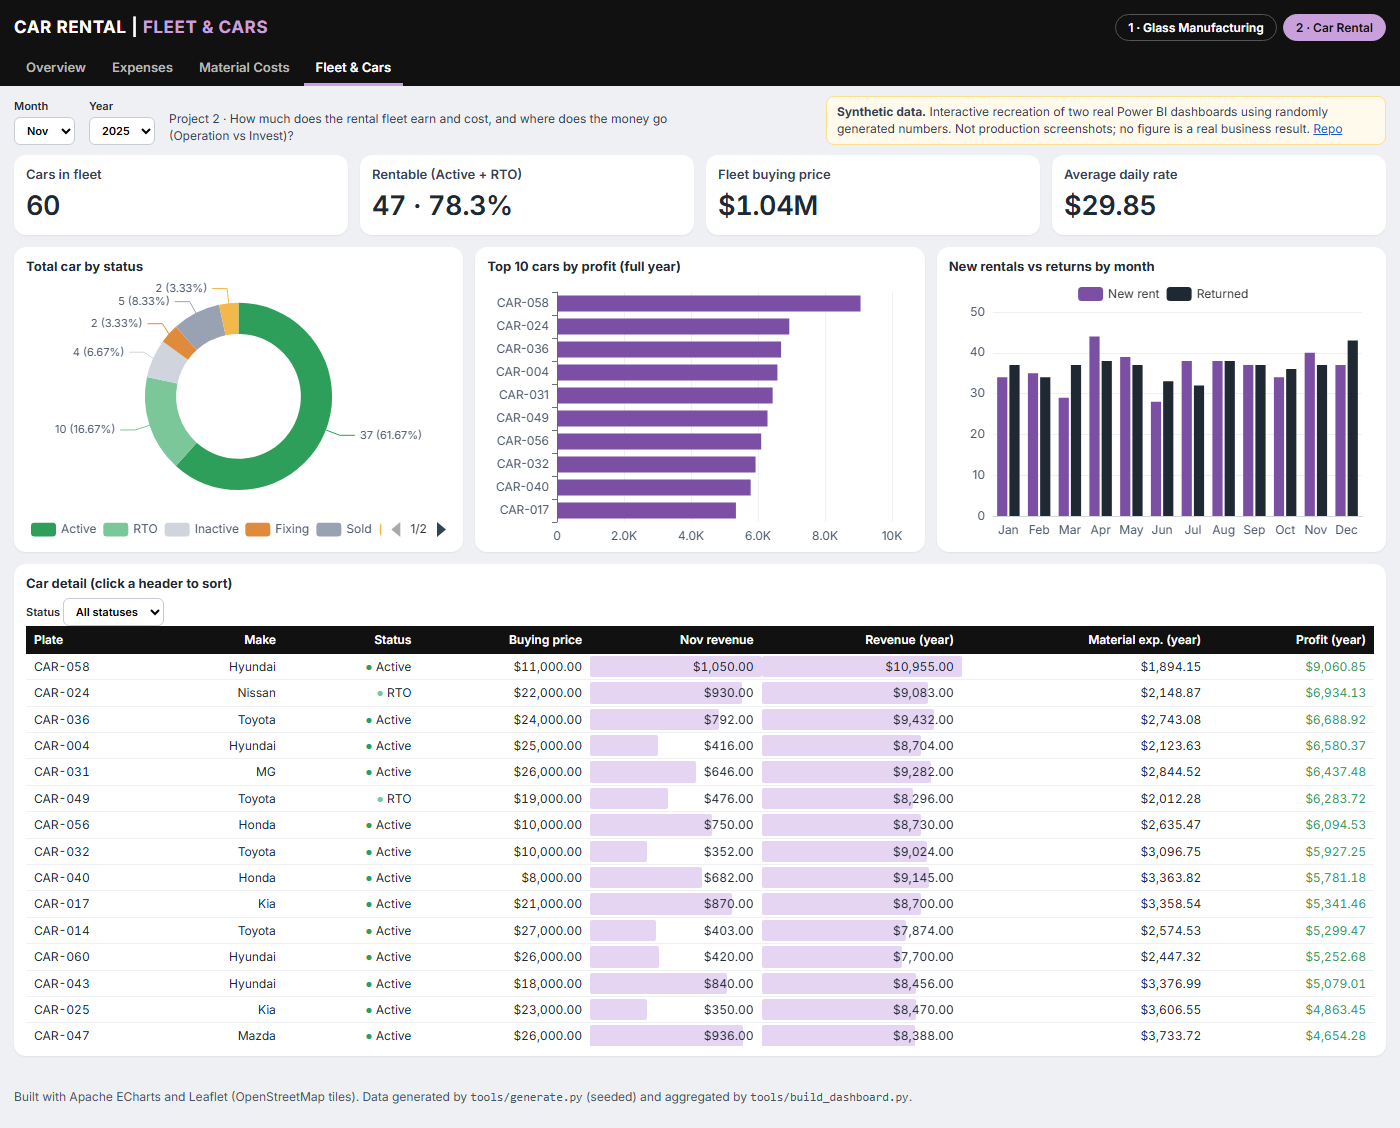 CAR RENTAL | FLEET & CARS
1 · Glass Manufacturing
2 · Car Rental
Overview
Expenses
Material Costs
Fleet & Cars
Month
Nov
Year
2025
Project 2 · How much does the rental fleet earn and cost, and where does the money go
(Operation vs Invest)?
Synthetic data. Interactive recreation of two real Power BI dashboards using randomly
generated numbers. Not production screenshots; no figure is a real business result. Repo
Cars in fleet
60
Rentable (Active + RTO)
47 · 78.3%
Fleet buying price
$1.04M
Average daily rate
$29.85
Total car by status
2 (3.33%)
5 (8.33%)
2 (3.33%)
4 (6.67%)
10 (16.67%)
37 (61.67%)
Active
RTO
Inactive
Fixing
Sold
1/2
Top 10 cars by profit (full year)
CAR-058
CAR-024
CAR-036
CAR-004
CAR-031
CAR-049
CAR-056
CAR-032
CAR-040
CAR-017
0 2.0K 4.0K 6.0K 8.0K 10K
New rentals vs returns by month
New rent
Returned
50
40
30
20
10
0
Jan Feb Mar Apr May Jun Jul Aug Sep Oct Nov Dec
Car detail (click a header to sort)
Status All statuses
Plate Make Status Buying price Nov revenue Revenue (year) Material exp. (year) Profit (year)
CAR-058 Hyundai Active $11,000.00 $1,050.00 $10,955.00 $1,894.15 $9,060.85
CAR-024 Nissan RTO $22,000.00 $930.00 $9,083.00 $2,148.87 $6,934.13
CAR-036 Toyota Active $24,000.00 $792.00 $9,432.00 $2,743.08 $6,688.92
CAR-004 Hyundai Active $25,000.00 $416.00 $8,704.00 $2,123.63 $6,580.37
CAR-031 MG Active $26,000.00 $646.00 $9,282.00 $2,844.52 $6,437.48
CAR-049 Toyota RTO $19,000.00 $476.00 $8,296.00 $2,012.28 $6,283.72
CAR-056 Honda Active $10,000.00 $750.00 $8,730.00 $2,635.47 $6,094.53
CAR-032 Toyota Active $10,000.00 $352.00 $9,024.00 $3,096.75 $5,927.25
CAR-040 Honda Active $8,000.00 $682.00 $9,145.00 $3,363.82 $5,781.18
CAR-017 Kia Active $21,000.00 $870.00 $8,700.00 $3,358.54 $5,341.46
CAR-014 Toyota Active $27,000.00 $403.00 $7,874.00 $2,574.53 $5,299.47
CAR-060 Hyundai Active $26,000.00 $420.00 $7,700.00 $2,447.32 $5,252.68
CAR-043 Hyundai Active $18,000.00 $840.00 $8,456.00 $3,376.99 $5,079.01
CAR-025 Kia Active $23,000.00 $350.00 $8,470.00 $3,606.55 $4,863.45
CAR-047 Mazda Active $26,000.00 $936.00 $8,388.00 $3,733.72 $4,654.28
Built with Apache ECharts and Leaflet (OpenStreetMap tiles). Data generated by tools/generate.py (seeded) and aggregated by tools/build_dashboard.py.